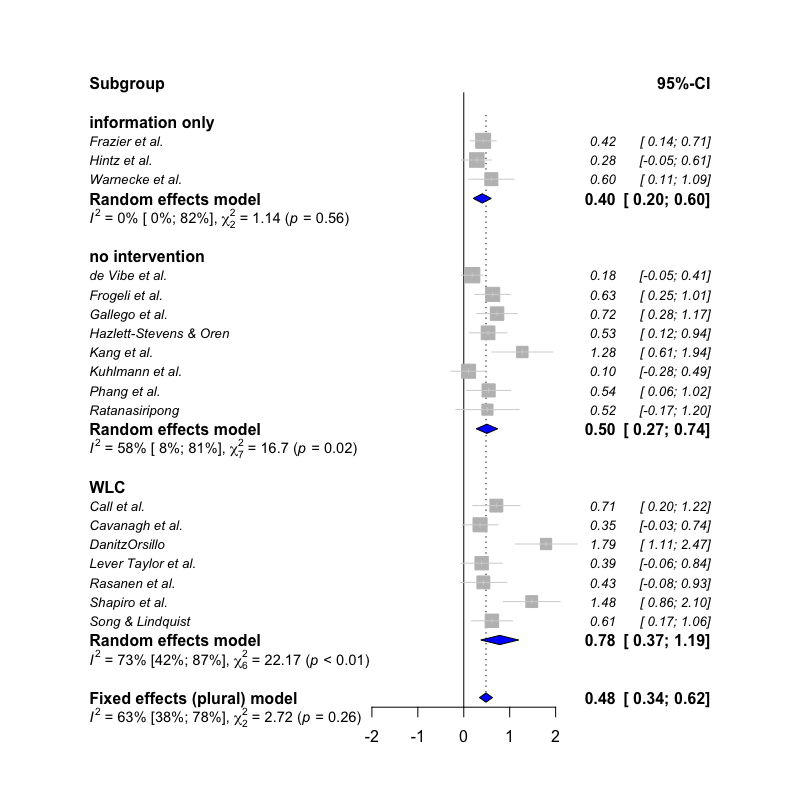 Subgroup 95%-CI
information only
Frazier et al. 0.42 [ 0.14; 0.71]
Hintz et al. 0.28 [-0.05; 0.61]
Warnecke et al. 0.60 [ 0.11; 1.09]
Random effects model 0.40 [ 0.20; 0.60]
I² = 0% [ 0%; 82%], χ²₂ = 1.14 (p = 0.56)
no intervention
de Vibe et al. 0.18 [-0.05; 0.41]
Frogeli et al. 0.63 [ 0.25; 1.01]
Gallego et al. 0.72 [ 0.28; 1.17]
Hazlett-Stevens & Oren 0.53 [ 0.12; 0.94]
Kang et al. 1.28 [ 0.61; 1.94]
Kuhlmann et al. 0.10 [-0.28; 0.49]
Phang et al. 0.54 [ 0.06; 1.02]
Ratanasiripong 0.52 [-0.17; 1.20]
Random effects model 0.50 [ 0.27; 0.74]
I² = 58% [ 8%; 81%], χ²₇ = 16.7 (p = 0.02)
WLC
Call et al. 0.71 [ 0.20; 1.22]
Cavanagh et al. 0.35 [-0.03; 0.74]
DanitzOrsillo 1.79 [ 1.11; 2.47]
Lever Taylor et al. 0.39 [-0.06; 0.84]
Rasanen et al. 0.43 [-0.08; 0.93]
Shapiro et al. 1.48 [ 0.86; 2.10]
Song & Lindquist 0.61 [ 0.17; 1.06]
Random effects model 0.78 [ 0.37; 1.19]
I² = 73% [42%; 87%], χ²₆ = 22.17 (p < 0.01)
Fixed effects (plural) model 0.48 [ 0.34; 0.62]
I² = 63% [38%; 78%], χ²₂ = 2.72 (p = 0.26)
-2 -1 0 1 2